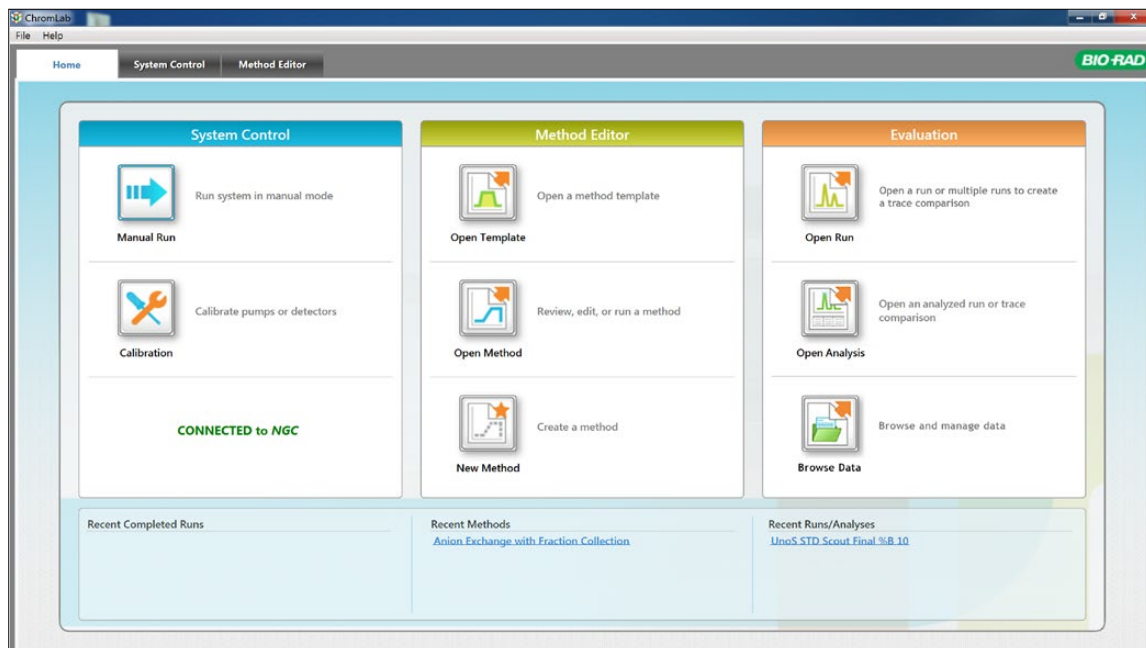 ChromLab
File Help
Home System Control Method Editor
BIO-RAD
System Control
Run system in manual mode
Manual Run
Calibrate pumps or detectors
Calibration
CONNECTED to NGC
Method Editor
Open a method template
Open Template
Review, edit, or run a method
Open Method
Create a method
New Method
Evaluation
Open a run or multiple runs to create
a trace comparison
Open Run
Open an analyzed run or trace
comparison
Open Analysis
Browse and manage data
Browse Data
Recent Completed Runs
Recent Methods
Anion Exchange with Fraction Collection
Recent Runs/Analyses
UnoS STD Scout Final %B 10